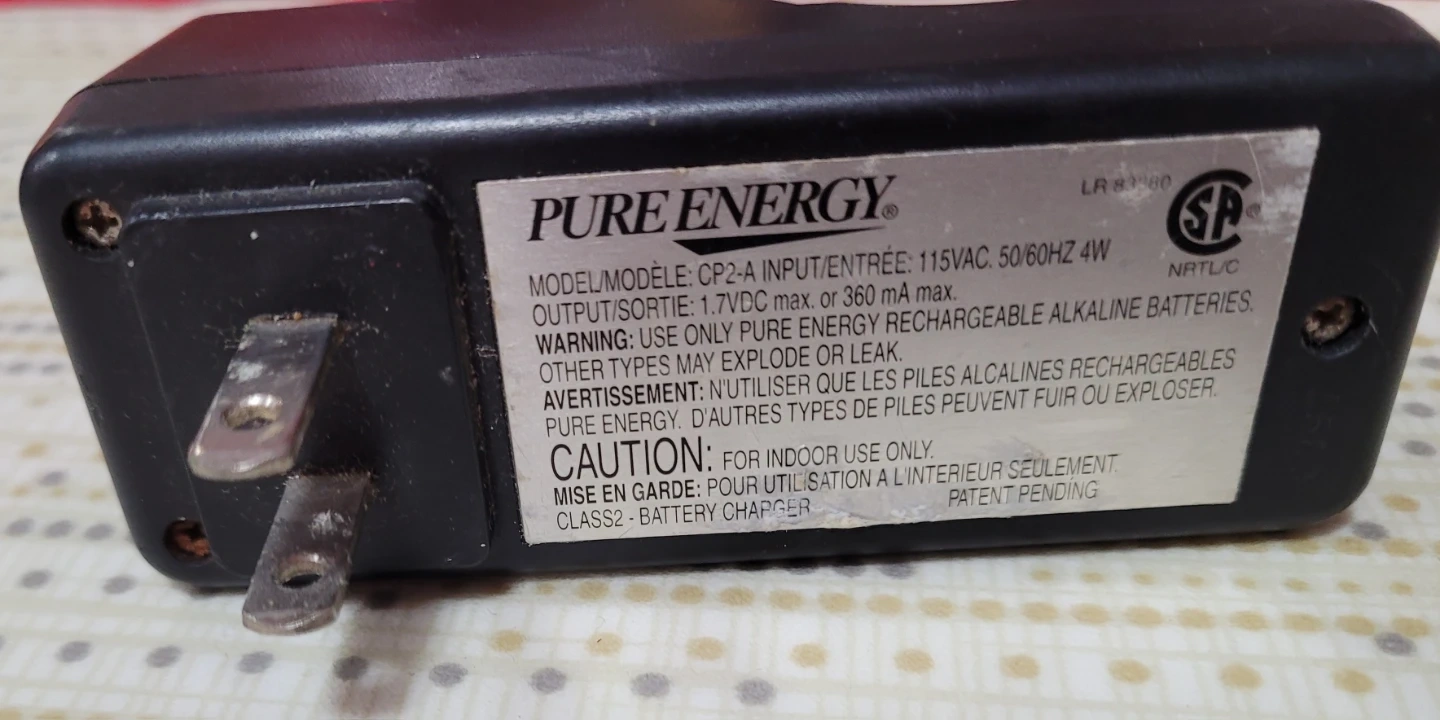 PURE ENERGY®
LR
CSA ®
NRTL/C
MODEL/MODÈLE: CP2-A INPUT/ENTRÉE: 115VAC. 50/60HZ 4W
OUTPUT/SORTIE: 1.7VDC max. or 360 mA max.
WARNING: USE ONLY PURE ENERGY RECHARGEABLE ALKALINE BATTERIES.
OTHER TYPES MAY EXPLODE OR LEAK.
AVERTISSEMENT: N'UTILISER QUE LES PILES ALCALINES RECHARGEABLES
PURE ENERGY. D'AUTRES TYPES DE PILES PEUVENT FUIR OU EXPLOSER.
CAUTION: FOR INDOOR USE ONLY.
MISE EN GARDE: POUR UTILISATION A L'INTERIEUR SEULEMENT.
CLASS2 - BATTERY CHARGER PATENT PENDING